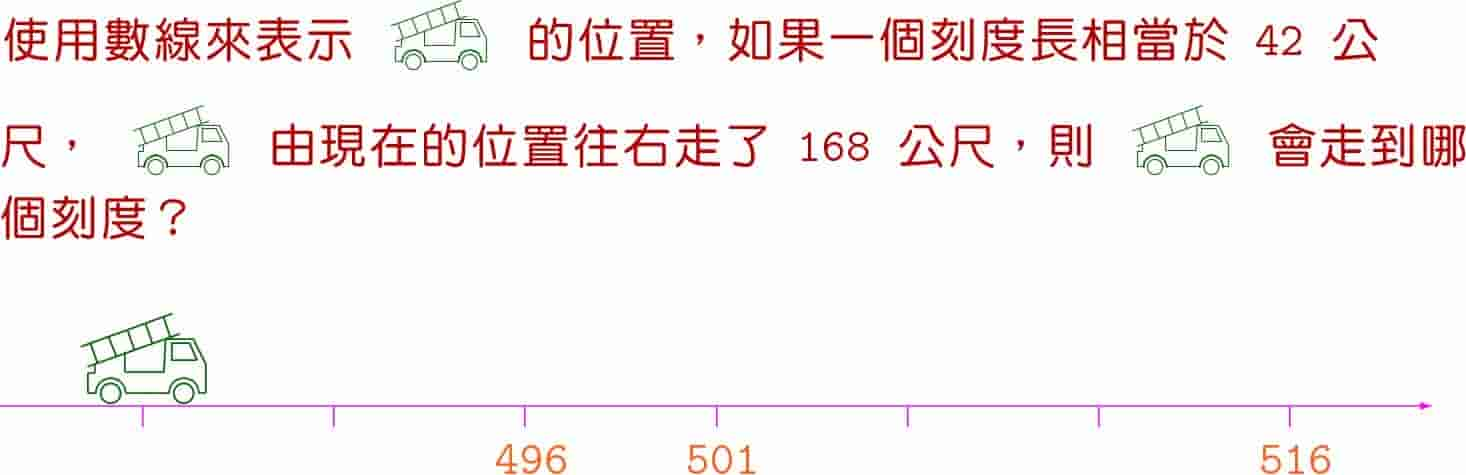 使用數線來表示 的位置，如果一個刻度長相當於 42 公
尺， 由現在的位置往右走了 168 公尺，則 會走到哪
個刻度？
496 501 516